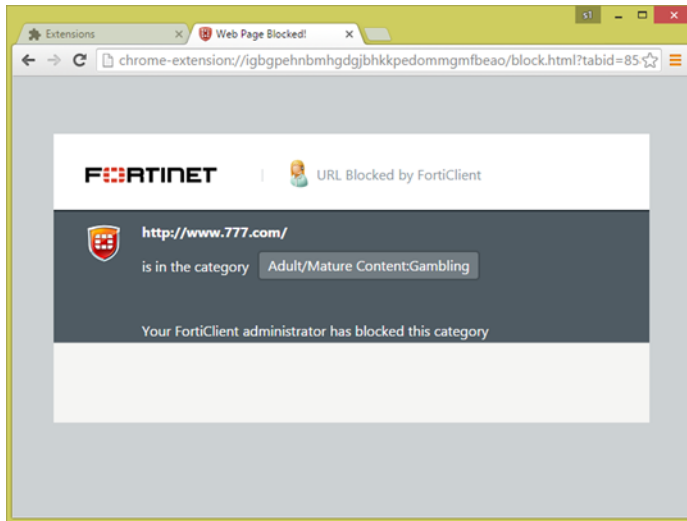 s1
Extensions
Web Page Blocked!
chrome-extension://igbgpehnbmhgdgjbhkkpedommgmfbeao/block.html?tabid=85
FORTINET
URL Blocked by FortiClient
http://www.777.com/
is in the category
Adult/Mature Content:Gambling
Your FortiClient administrator has blocked this category